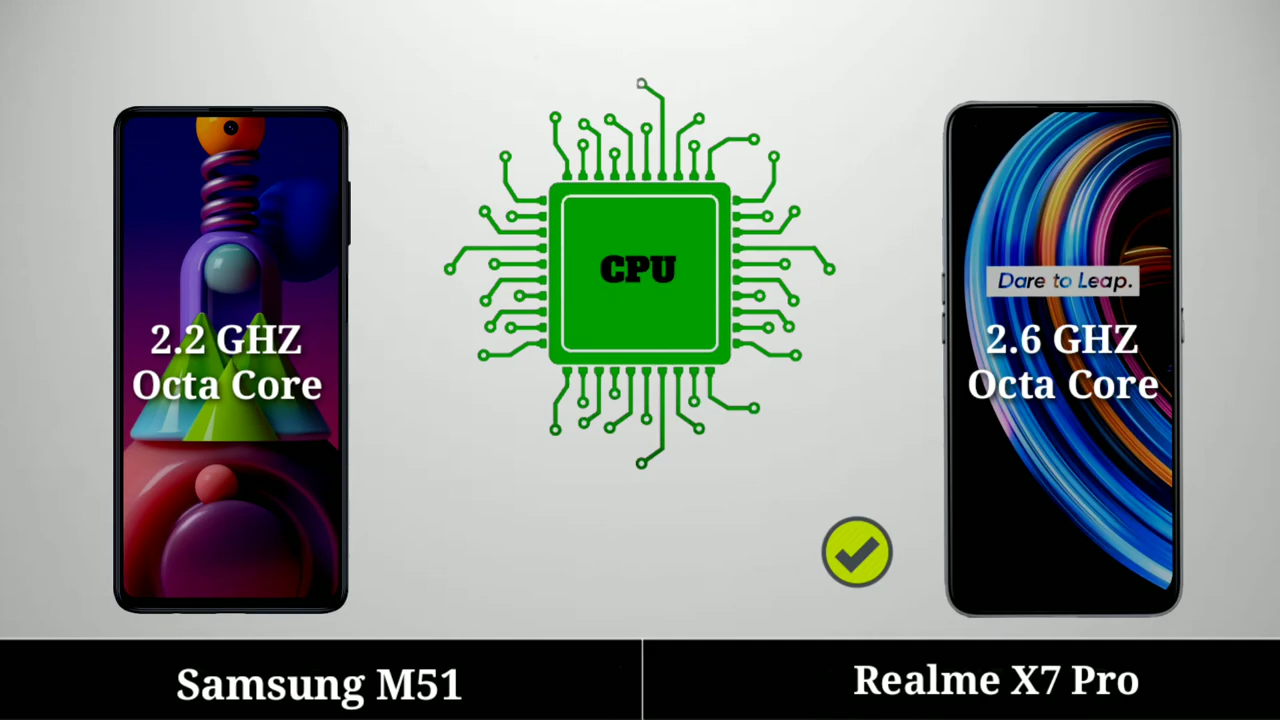 CPU
Dare to Leap.
2.2 GHZ
Octa Core
2.6 GHZ
Octa Core
Samsung M51
Realme X7 Pro